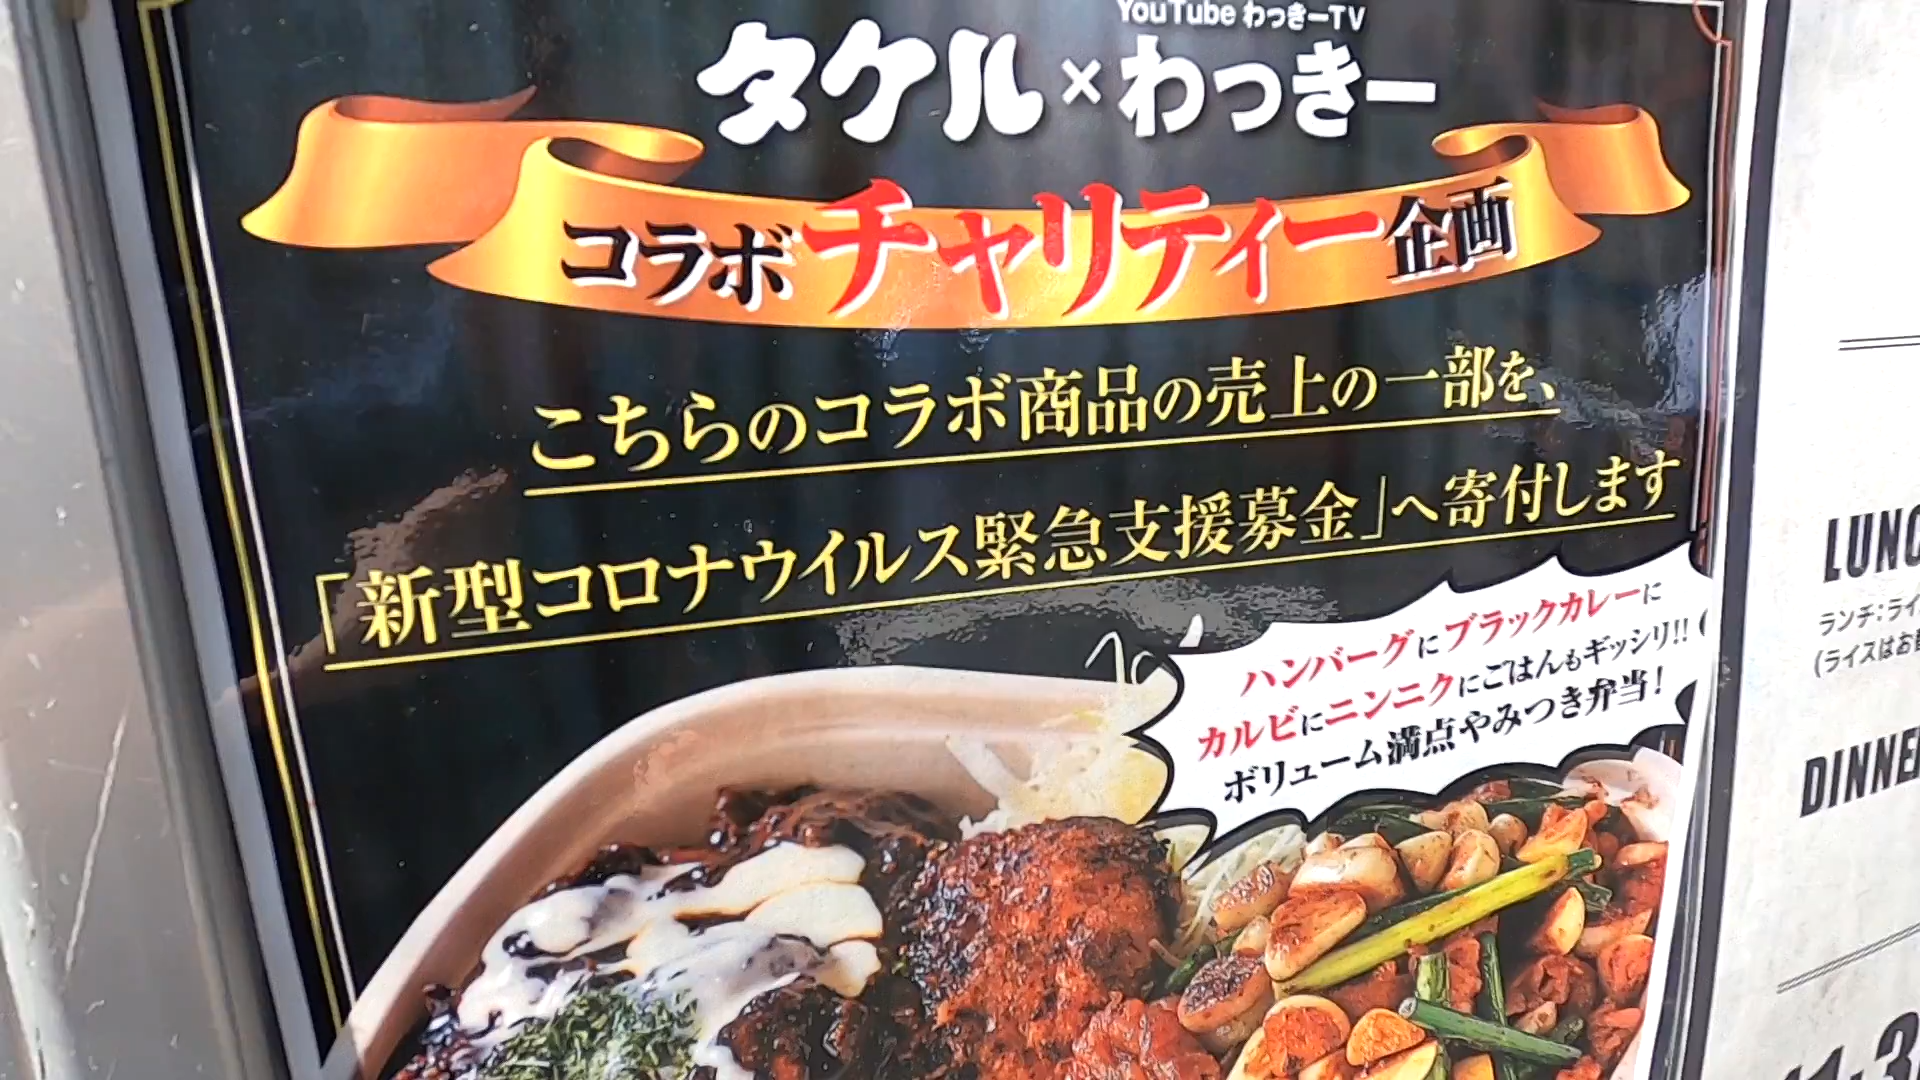 YouTube わっきーTV
タケル×わっきー
コラボチャリティー企画
こちらのコラボ商品の売上の一部を、
「新型コロナウイルス緊急支援募金」へ寄付します
ハンバーグにブラックカレーに
カルビにニンニクにごはんもギッシリ!!
ボリューム満点やみつき弁当!
LUNC
ランチ:ライ
(ライスはお
DINNE